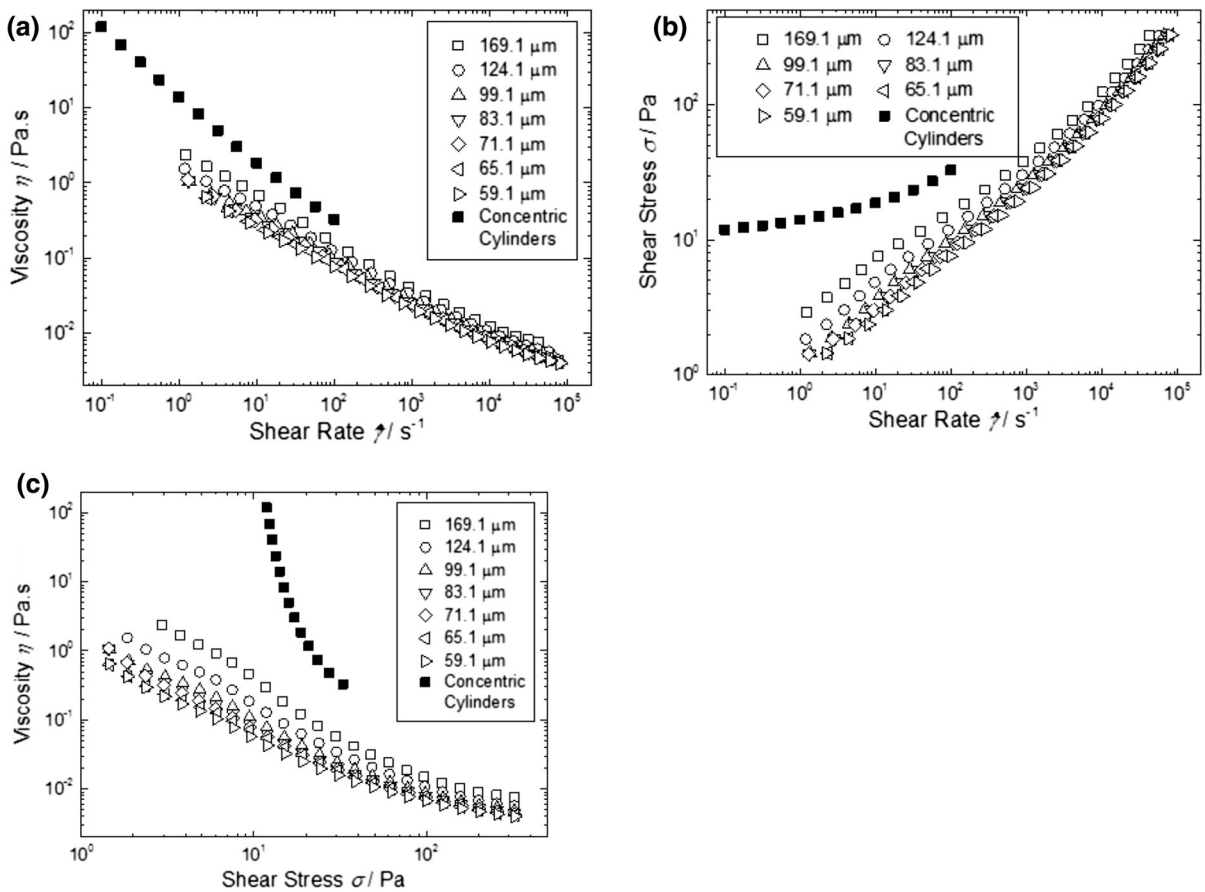 (a)
Viscosity η / Pa.s
10²
10¹
10⁰
10⁻¹
10⁻²
169.1 μm
124.1 μm
99.1 μm
83.1 μm
71.1 μm
65.1 μm
59.1 μm
Concentric
Cylinders
10⁻¹ 10⁰ 10¹ 10² 10³ 10⁴ 10⁵
Shear Rate γ̇ / s⁻¹
(b)
Shear Stress σ / Pa
10²
10¹
10⁰
169.1 μm 124.1 μm
99.1 μm 83.1 μm
71.1 μm 65.1 μm
59.1 μm Concentric
Cylinders
10⁻¹ 10⁰ 10¹ 10² 10³ 10⁴ 10⁵
Shear Rate γ̇ / s⁻¹
(c)
Viscosity η / Pa.s
10²
10¹
10⁰
10⁻¹
10⁻²
169.1 μm
124.1 μm
99.1 μm
83.1 μm
71.1 μm
65.1 μm
59.1 μm
Concentric
Cylinders
10⁰ 10¹ 10²
Shear Stress σ / Pa